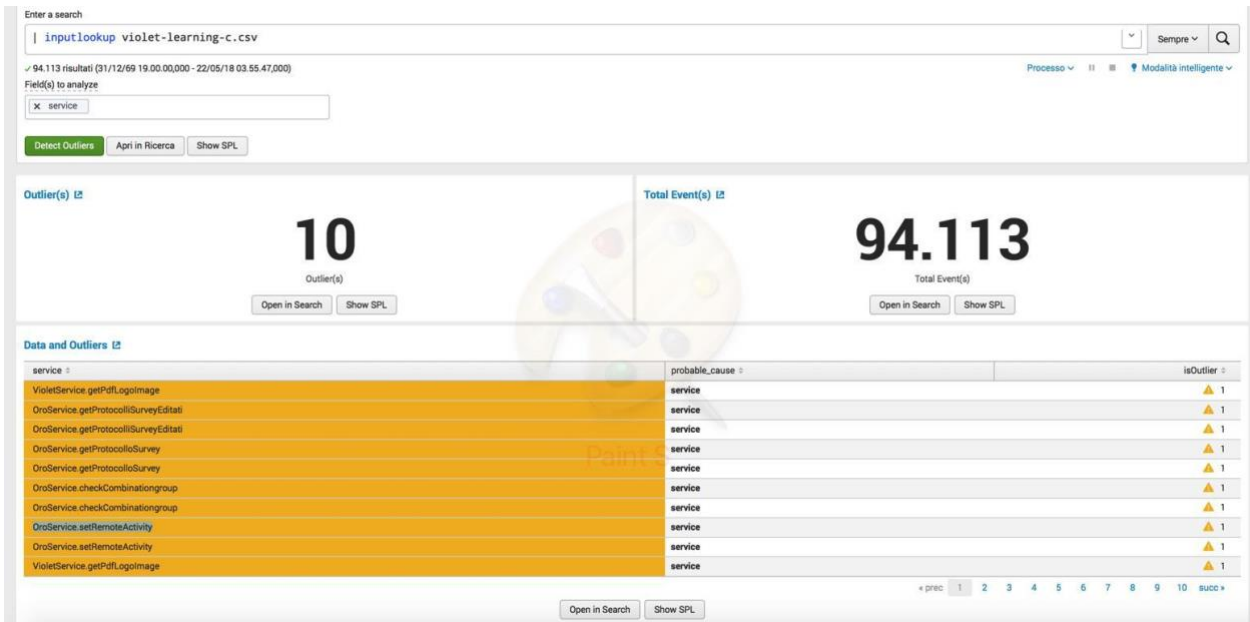 Enter a search
| inputlookup violet-learning-c.csv
Sempre
94.113 risultati (31/12/69 19.00.00,000 - 22/05/18 03.55.47,000)
Processo
Modalità intelligente
Field(s) to analyze
x service
Detect Outliers Apri in Ricerca Show SPL
Outlier(s) Total Event(s)
10 94.113
Outlier(s) Total Event(s)
Open in Search Show SPL Open in Search Show SPL
Data and Outliers
service probable_cause isOutlier
VioletService.getPdfLogoImage service 1
OroService.getProtocolliSurveyEditati service 1
OroService.getProtocolliSurveyEditati service 1
OroService.getProtocolloSurvey service 1
OroService.getProtocolloSurvey service 1
OroService.checkCombinationgroup service 1
OroService.checkCombinationgroup service 1
OroService.setRemoteActivity service 1
OroService.setRemoteActivity service 1
VioletService.getPdfLogoImage service 1
« prec 1 2 3 4 5 6 7 8 9 10 succ »
Open in Search Show SPL
Paint S